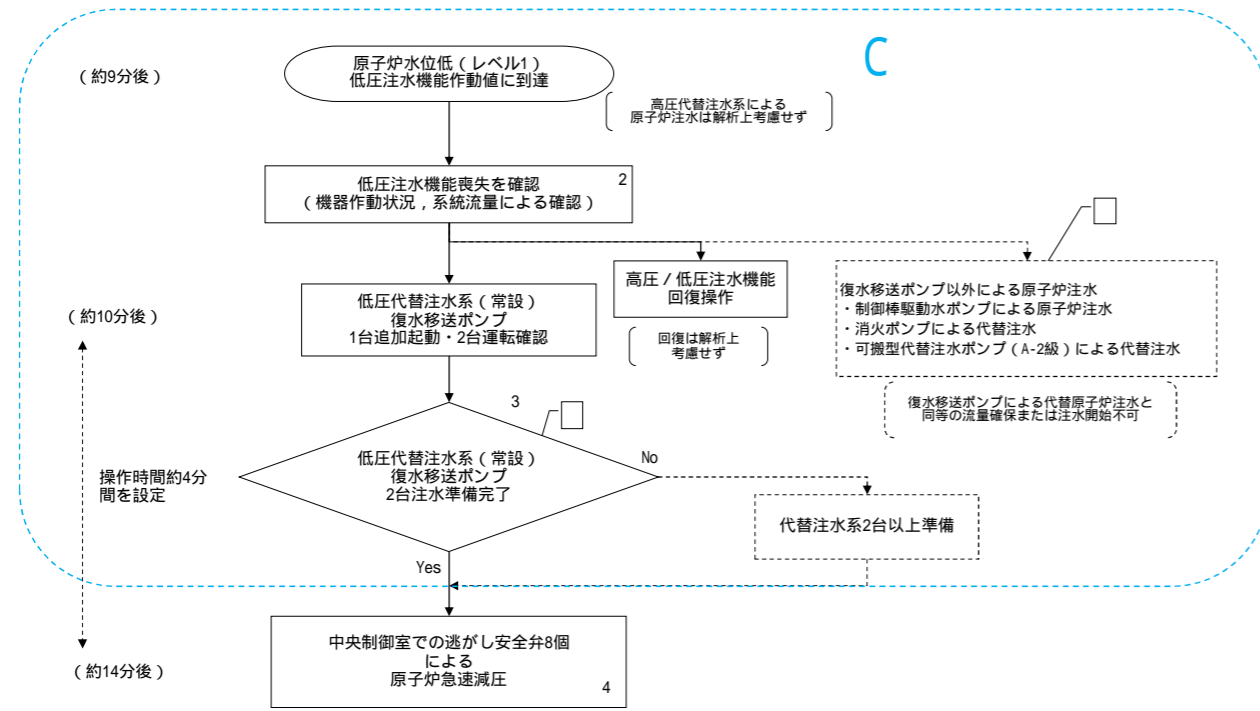 C
(約9分後)
原子炉水位低(レベル1)
低圧注水機能作動値に到達
高圧代替注水系による
原子炉注水は解析上考慮せず
低圧注水機能喪失を確認
(機器作動状況,系統流量による確認)
2
高圧/低圧注水機能
回復操作
回復は解析上
考慮せず
復水移送ポンプ以外による原子炉注水
・制御棒駆動水ポンプによる原子炉注水
・消火ポンプによる代替注水
・可搬型代替注水ポンプ(A-2級)による代替注水
復水移送ポンプによる代替原子炉注水と
同等の流量確保または注水開始不可
(約10分後)
低圧代替注水系(常設)
復水移送ポンプ
1台追加起動・2台運転確認
3
操作時間約4分
間を設定
低圧代替注水系(常設)
復水移送ポンプ
2台注水準備完了
No
代替注水系2台以上準備
Yes
中央制御室での逃がし安全弁8個
による
原子炉急速減圧
4
(約14分後)